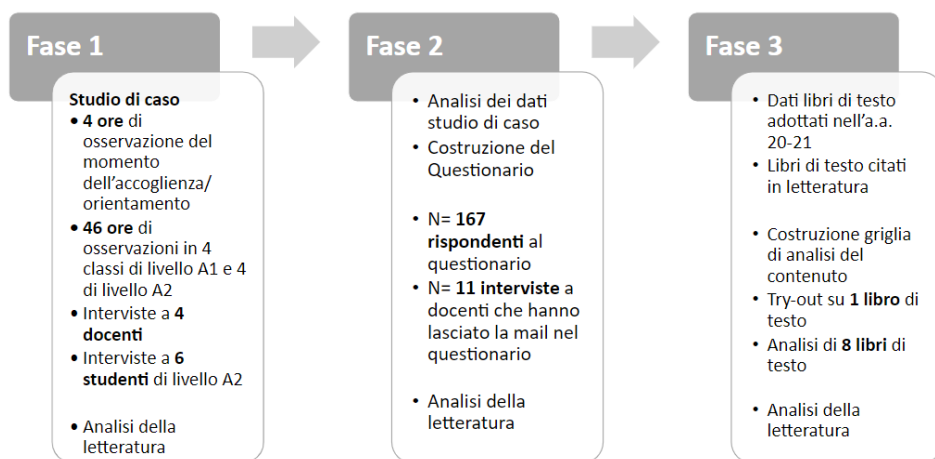 Fase 1
Studio di caso
• 4 ore di
osservazione del
momento
dell’accoglienza/
orientamento
• 46 ore di
osservazioni in 4
classi di livello A1 e 4
di livello A2
• Interviste a 4
docenti
• Interviste a 6
studenti di livello A2
• Analisi della
letteratura
Fase 2
• Analisi dei dati
studio di caso
• Costruzione del
Questionario
• N= 167
rispondenti al
questionario
• N= 11 interviste a
docenti che hanno
lasciato la mail nel
questionario
• Analisi della
letteratura
Fase 3
• Dati libri di testo
adottati nell’a.a.
20-21
• Libri di testo citati
in letteratura
• Costruzione griglia
di analisi del
contenuto
• Try-out su 1 libro di
testo
• Analisi di 8 libri di
testo
• Analisi della
letteratura